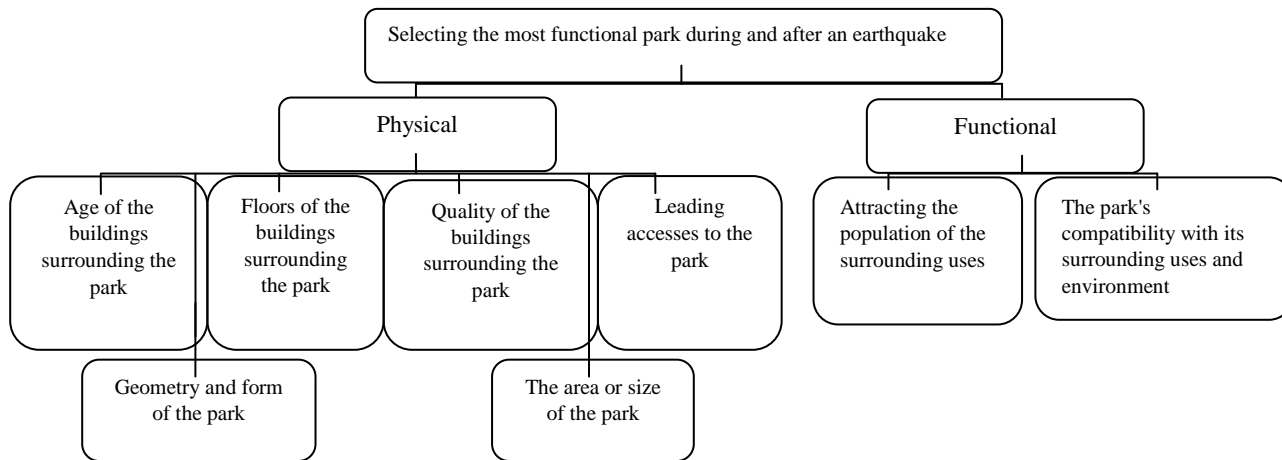 Selecting the most functional park during and after an earthquake
Physical
Functional
Age of the
buildings
surrounding the
park
Floors of the
buildings
surrounding
the park
Quality of the
buildings
surrounding the
park
Leading
accesses to the
park
Attracting the
population of the
surrounding uses
The park's
compatibility with its
surrounding uses and
environment
Geometry and form
of the park
The area or size
of the park